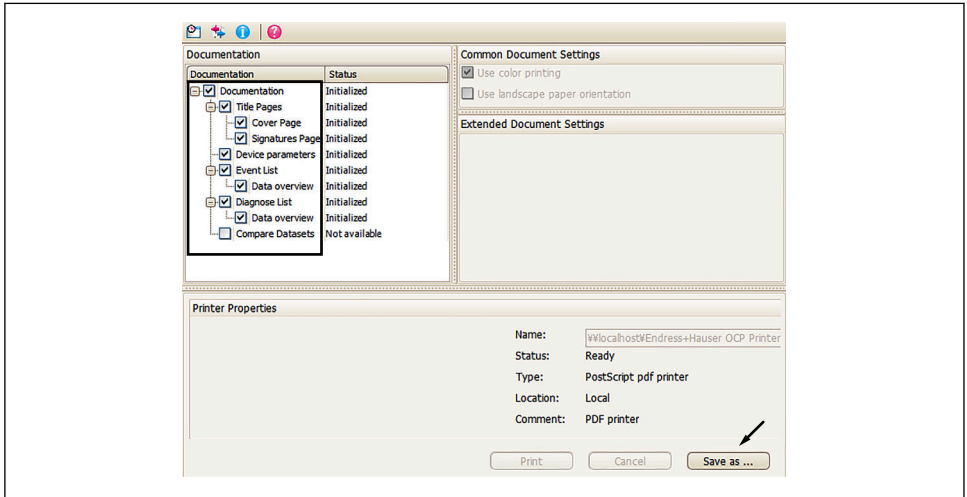 Documentation
Documentation Status
Documentation Initialized
Title Pages Initialized
Cover Page Initialized
Signatures Page Initialized
Device parameters Initialized
Event List Initialized
Data overview Initialized
Diagnose List Initialized
Data overview Initialized
Compare Datasets Not available
Common Document Settings
Use color printing
Use landscape paper orientation
Extended Document Settings
Printer Properties
Name: ¥¥localhost¥Endress+Hauser OCP Printer
Status: Ready
Type: PostScript pdf printer
Location: Local
Comment: PDF printer
Print Cancel Save as ...